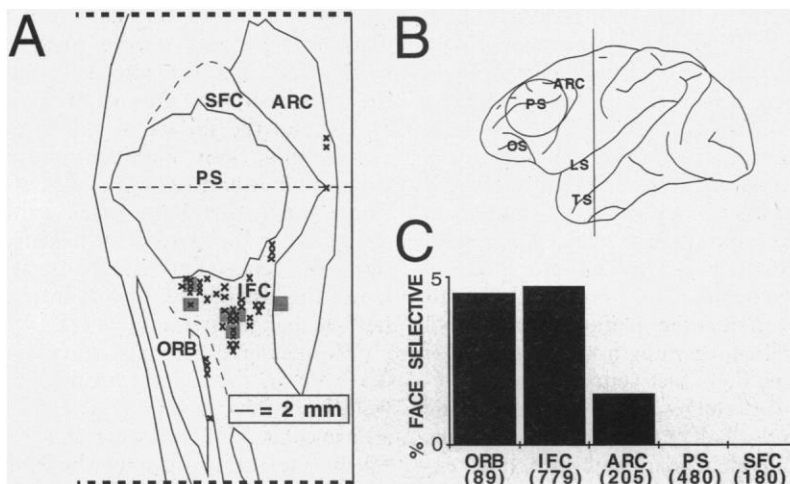 A
SFC
ARC
PS
IFC
ORB
— = 2 mm
B
ARC
PS
OS
LS
TS
C
% FACE SELECTIVE
5
0
ORB IFC ARC PS SFC
(89) (779) (205) (480) (180)